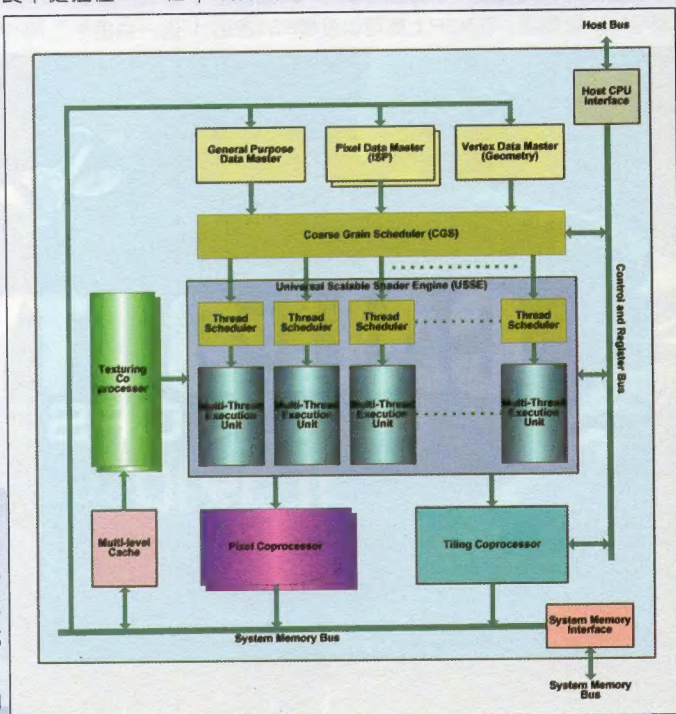 Host Bus
Host CPU
Interface
General Purpose
Data Master
Pixel Data Master
(ISP)
Vertex Data Master
(Geometry)
Coarse Grain Scheduler (CGS)
Control and Register Bus
Universal Scalable Shader Engine (USSE)
Thread
Scheduler
Thread
Scheduler
Thread
Scheduler
Thread
Scheduler
Texturing
Co
processor
Multi-Thread
Execution
Unit
Multi-Thread
Execution
Unit
Multi-Thread
Execution
Unit
Multi-Thread
Execution
Unit
Multi-level
Cache
Pixel Coprocessor
Tiling Coprocessor
System Memory Bus
System Memory
Interface
System Memory
Bus